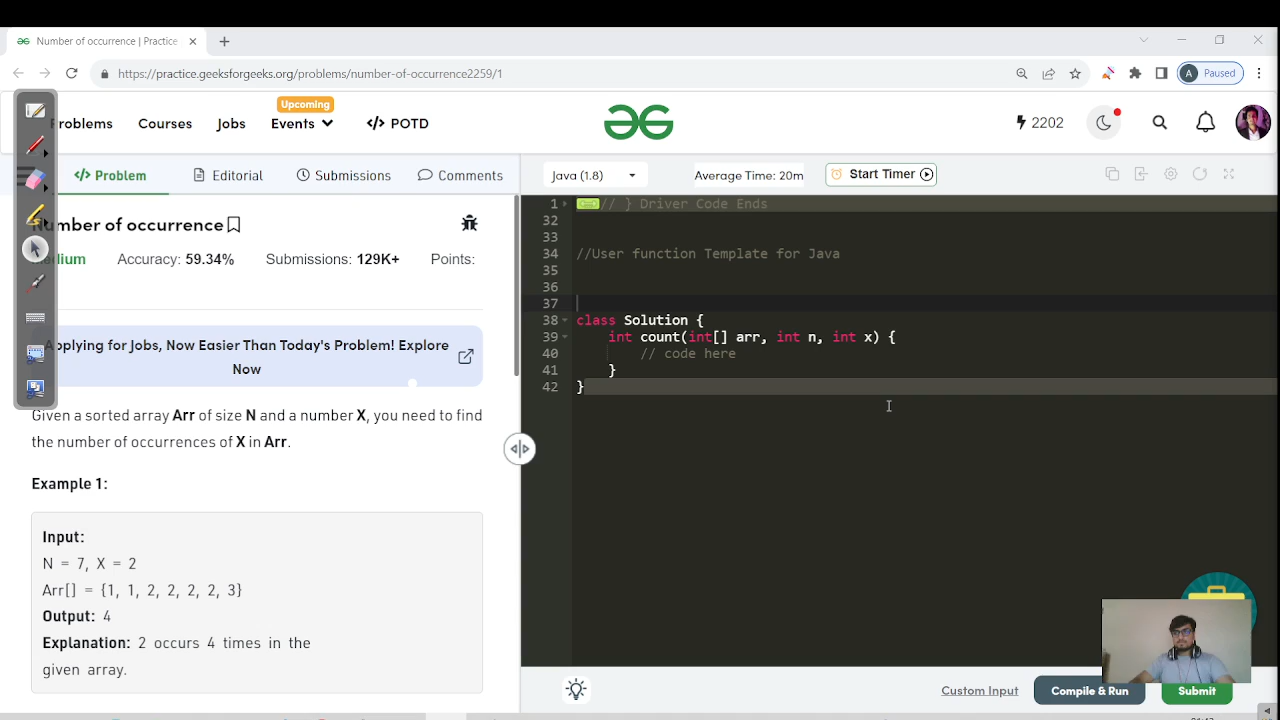 Number of occurrence | Practice
https://practice.geeksforgeeks.org/problems/number-of-occurrence2259/1
A Paused
Upcoming
roblems Courses Jobs Events </> POTD
2202
</> Problem Editorial Submissions Comments
Java (1.8) Average Time: 20m Start Timer
umber of occurrence
dium Accuracy: 59.34% Submissions: 129K+ Points:
pplying for Jobs, Now Easier Than Today's Problem! Explore
Now
Given a sorted array Arr of size N and a number X, you need to find
the number of occurrences of X in Arr.
Example 1:
Input:
N = 7, X = 2
Arr[] = {1, 1, 2, 2, 2, 2, 3}
Output: 4
Explanation: 2 occurs 4 times in the
given array.
1 // } Driver Code Ends
32
33
34 //User function Template for Java
35
36
37
38 class Solution {
39 int count(int[] arr, int n, int x) {
40 // code here
41 }
42 }
Custom Input Compile & Run Submit